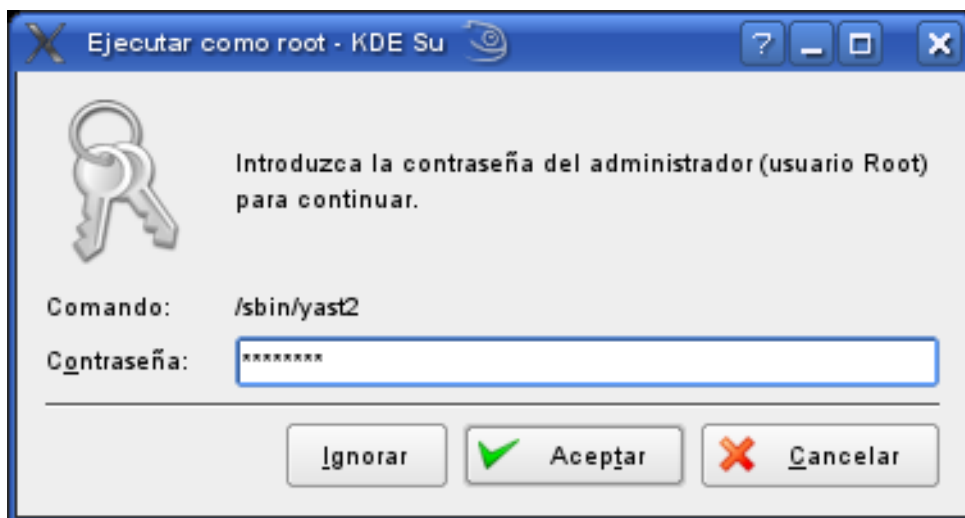 Ejecutar como root - KDE Su
Introduzca la contraseña del administrador (usuario Root)
para continuar.
Comando: /sbin/yast2
Contraseña: ********
Ignorar Aceptar Cancelar